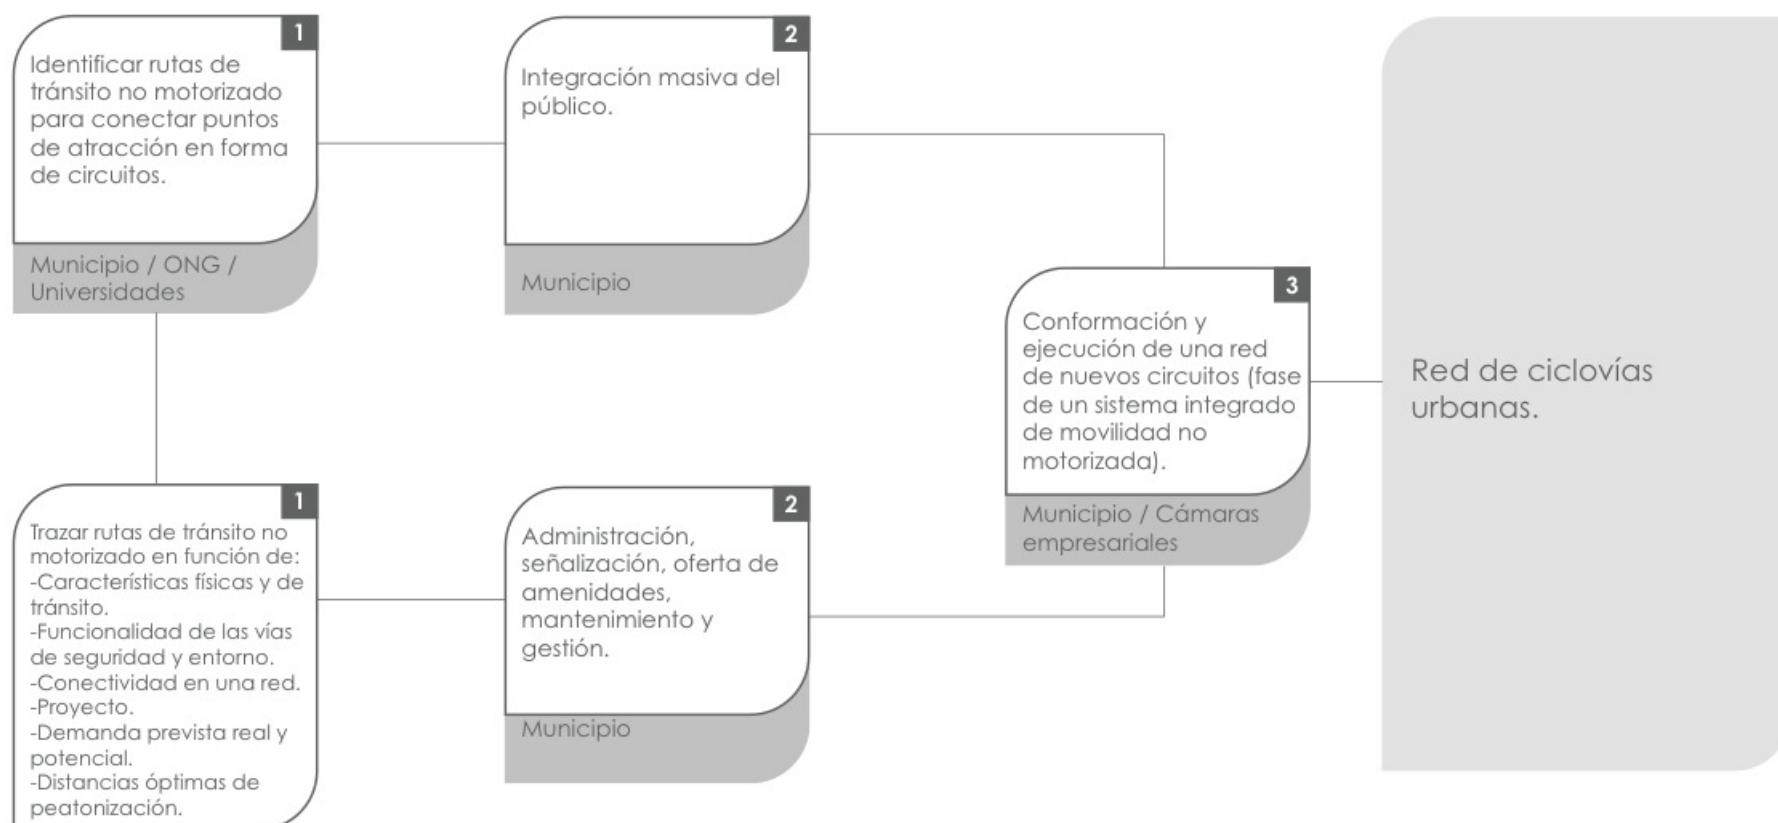 1
Identificar rutas de
tránsito no motorizado
para conectar puntos
de atracción en forma
de circuitos.
Municipio / ONG /
Universidades
2
Integración masiva del
público.
Municipio
1
Trazar rutas de tránsito no
motorizado en función de:
-Características físicas y de
tránsito.
-Funcionalidad de las vías
de seguridad y entorno.
-Conectividad en una red.
-Proyecto.
-Demanda prevista real y
potencial.
-Distancias óptimas de
peatonización.
2
Administración,
señalización, oferta de
amenidades,
mantenimiento y
gestión.
Municipio
3
Conformación y
ejecución de una red
de nuevos circuitos (fase
de un sistema integrado
de movilidad no
motorizada).
Municipio / Cámaras
empresariales
Red de ciclovías
urbanas.